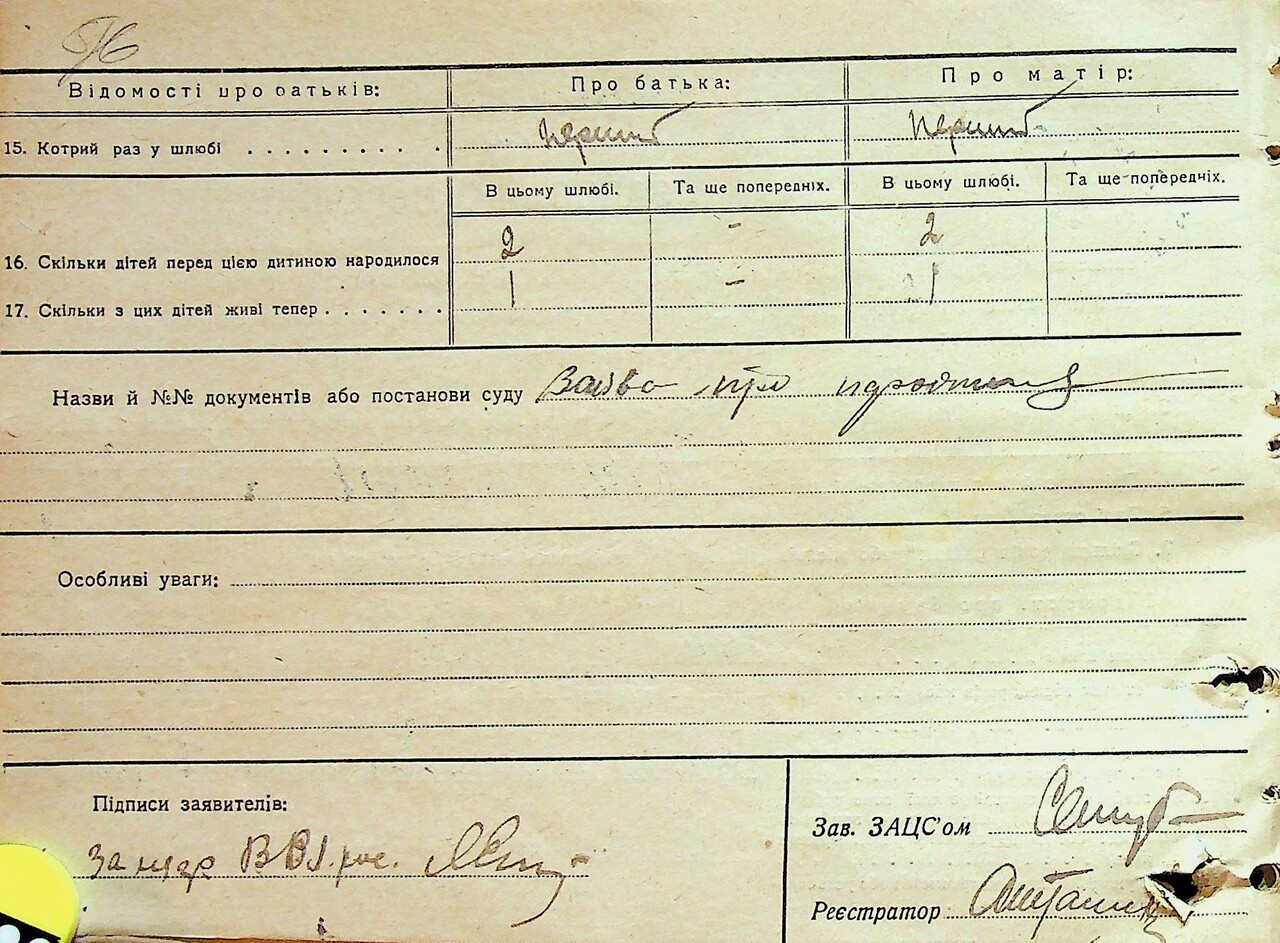 Відомості про батьків: Про батька: Про матір:
15. Котрий раз у шлюбі . . . . . . . . . . перший перший
В цьому шлюбі. Та ще попередніх. В цьому шлюбі. Та ще попередніх.
16. Скільки дітей перед цією дитиною народилося 2 - 2
17. Скільки з цих дітей живі тепер . . . . . . . 1 - 1
Назви й №№ документів або постанови суду Заява про
Особливі уваги:
Підписи заявителів:
Зав. ЗАЦС'ом
Реєстратор